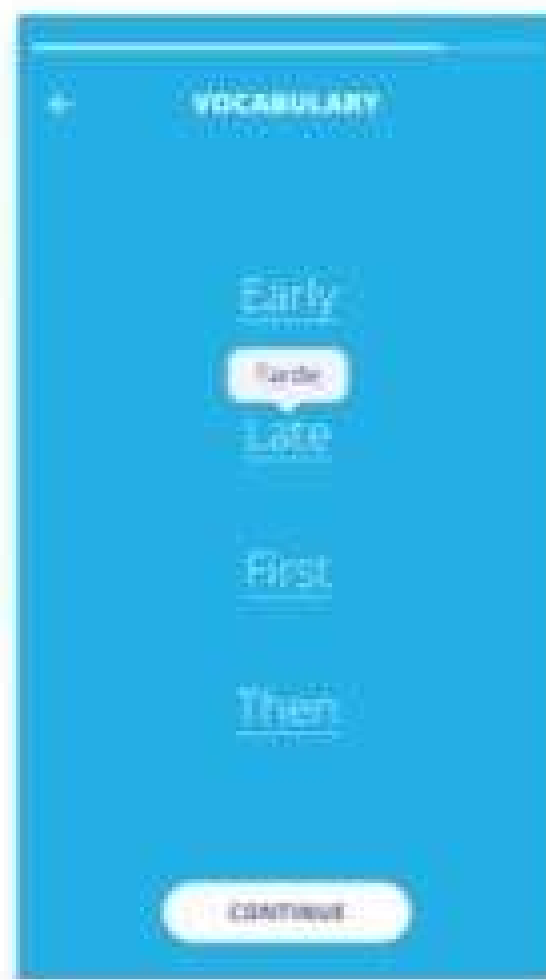 VOCABULARY
Early
Tarde
Late
First
Then
CONTINUE